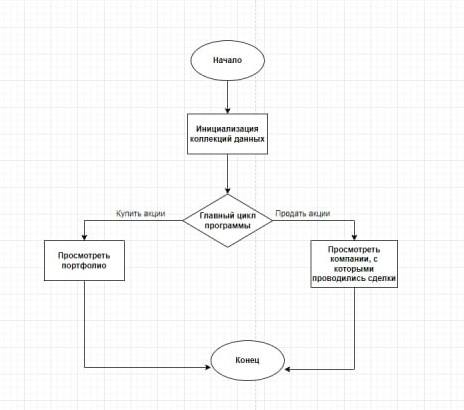 Начало
Инициализация
коллекций данных
Купить акции
Главный цикл
программы
Продать акции
Просмотреть
портфолио
Просмотреть
компании, с
которыми
проводились сделки
Конец